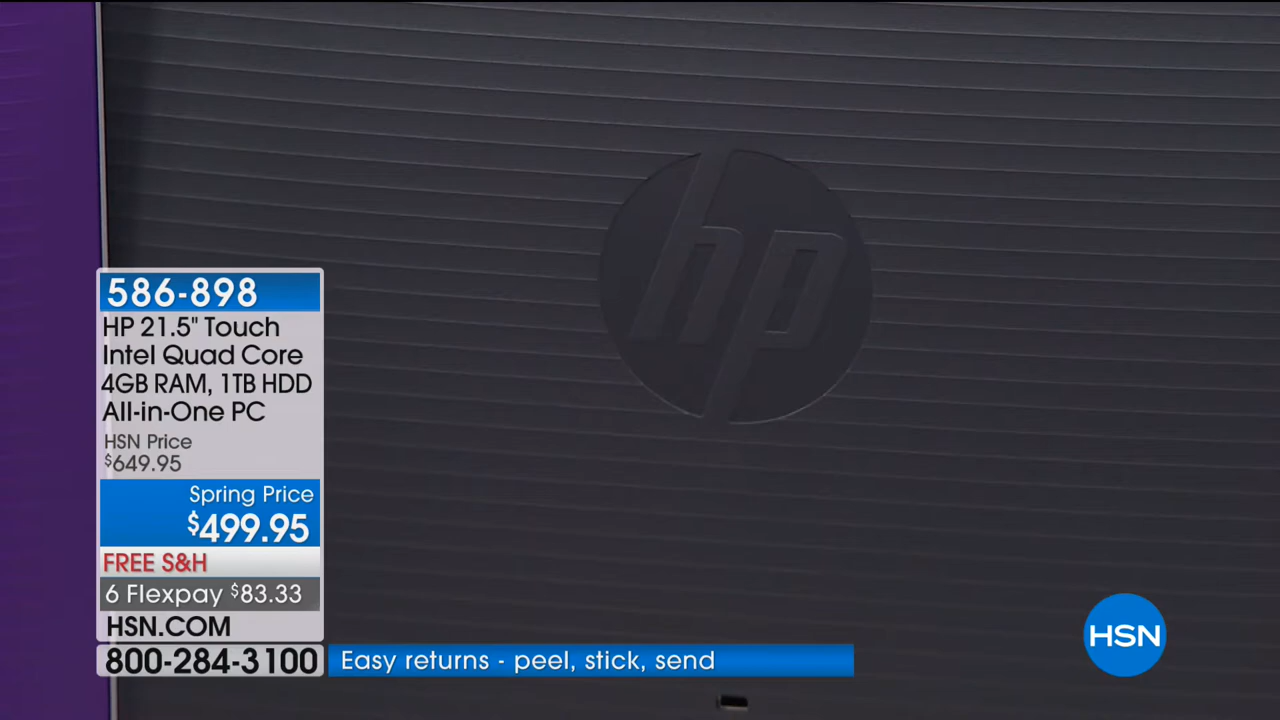 hp
586-898
HP 21.5" Touch
Intel Quad Core
4GB RAM, 1TB HDD
All-in-One PC
HSN Price
$649.95
Spring Price
$499.95
FREE S&H
6 Flexpay $83.33
HSN.COM
800-284-3100
Easy returns - peel, stick, send
HSN